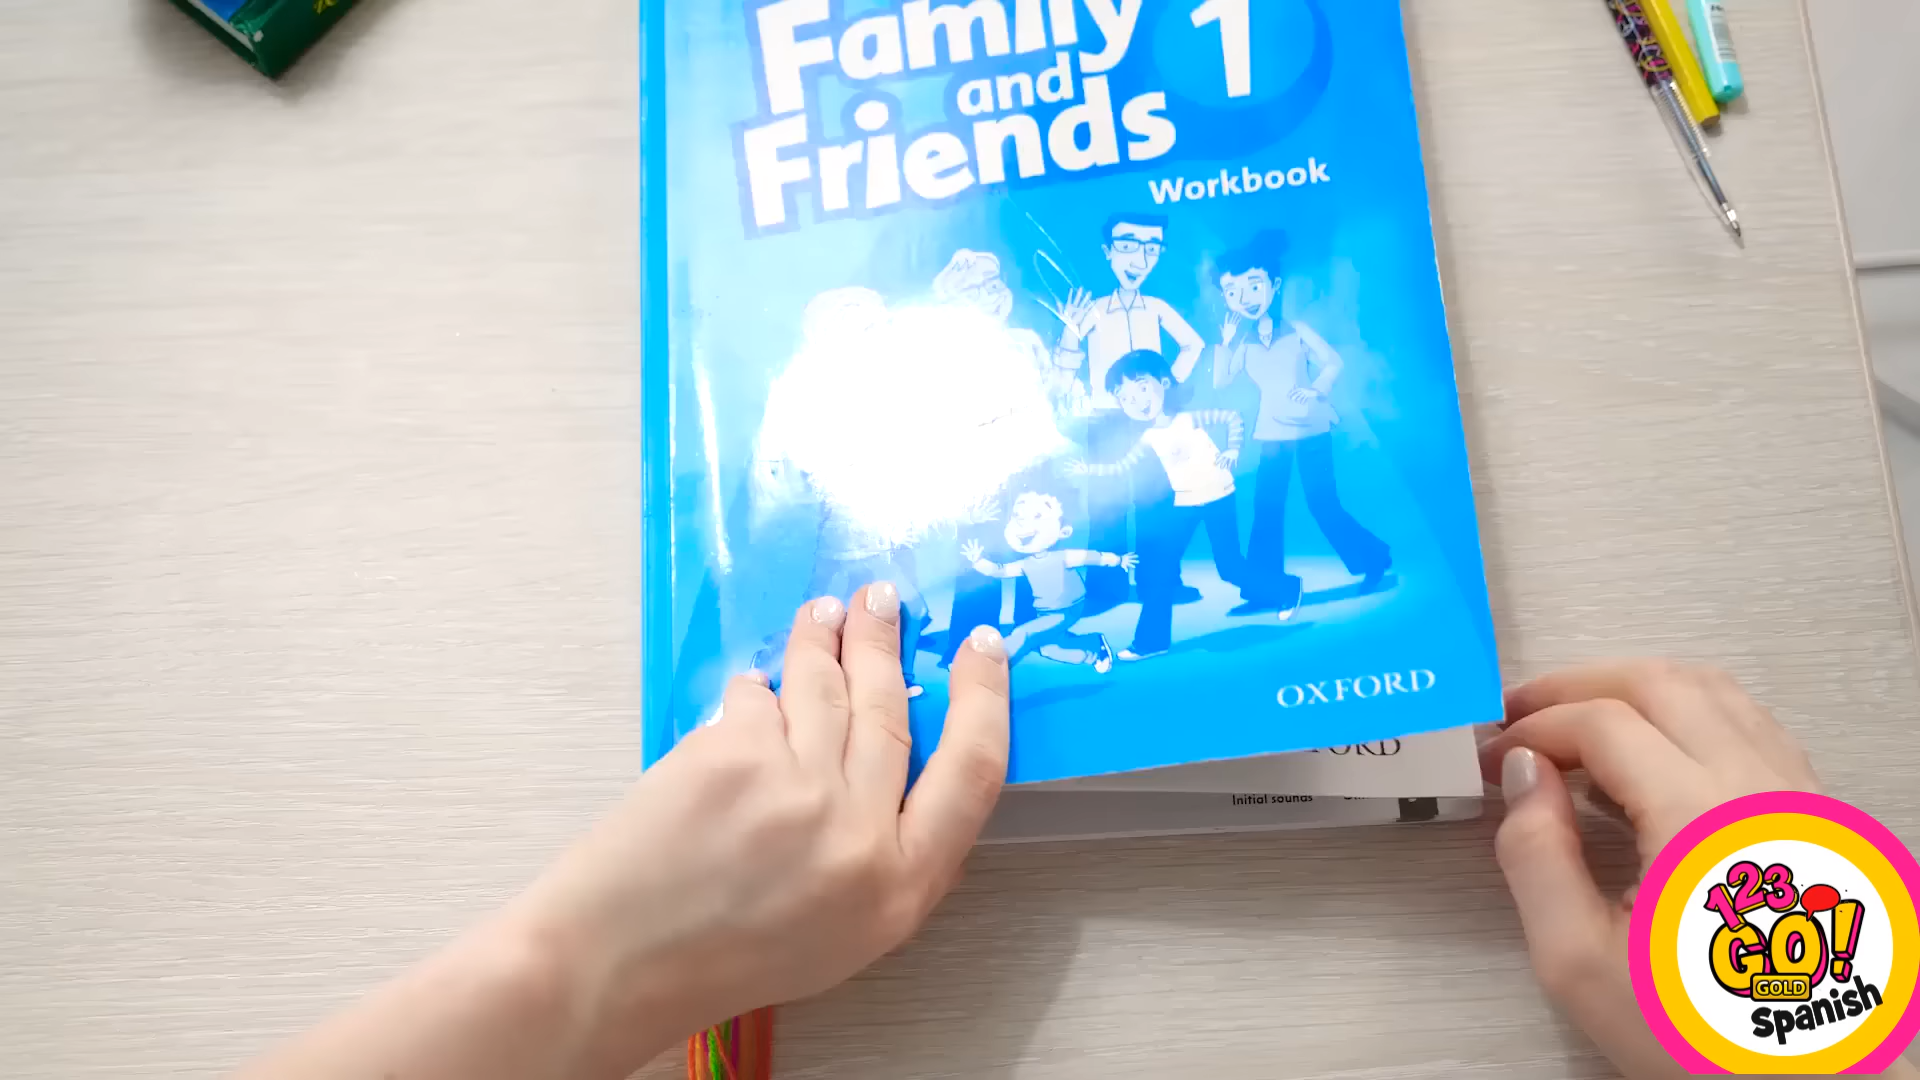 Family
and
Friends
1
Workbook
OXFORD
Initial sounds
123
GO!
GOLD
Spanish